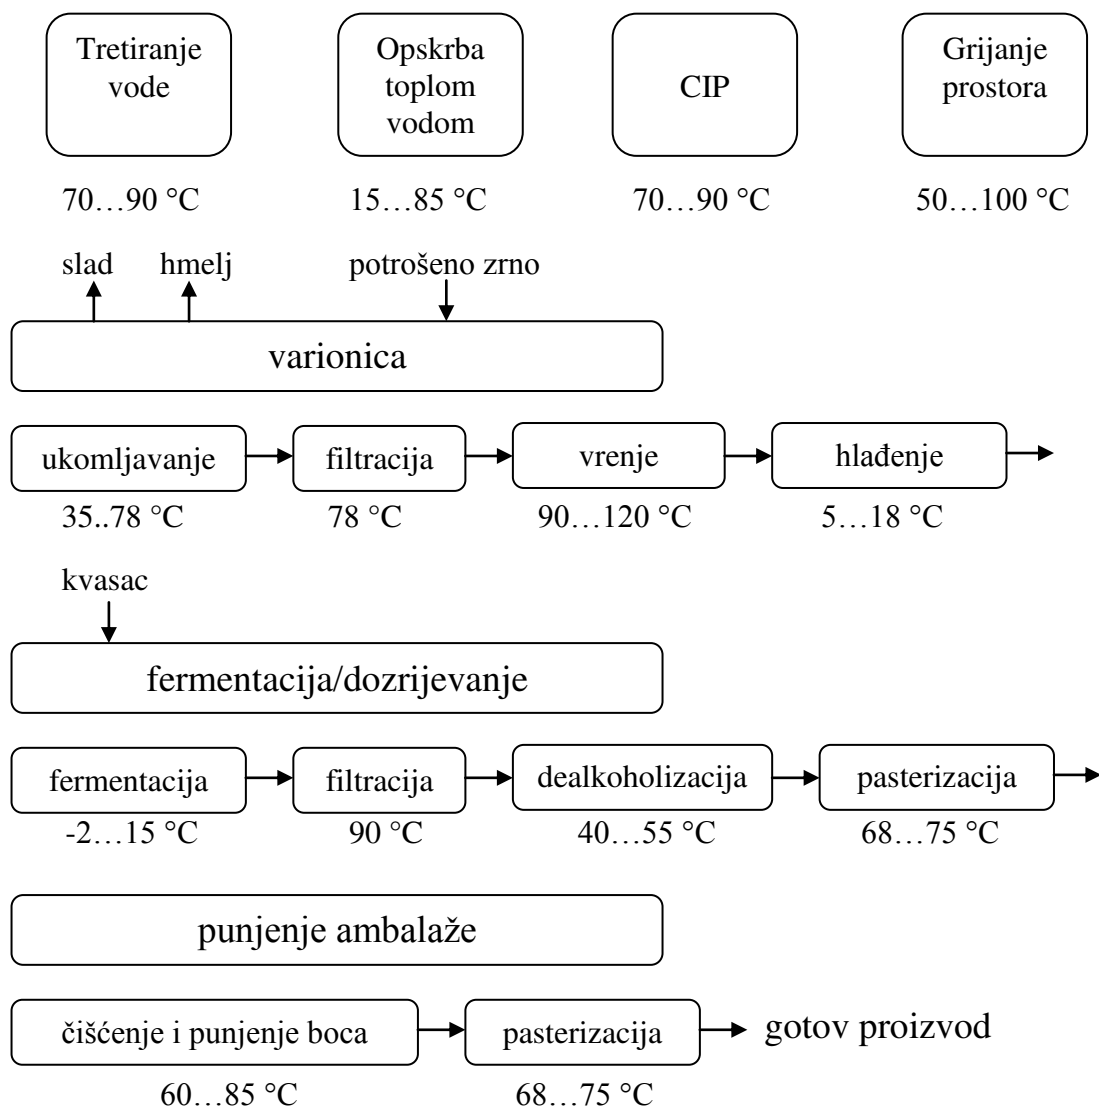 Tretiranje
vode
Opskrba
toplom
vodom
CIP
Grijanje
prostora
70…90 °C
15…85 °C
70…90 °C
50…100 °C
slad
hmelj
potrošeno zrno
varionica
ukomljavanje
filtracija
vrenje
hlađenje
35..78 °C
78 °C
90…120 °C
5…18 °C
kvasac
fermentacija/dozrijevanje
fermentacija
filtracija
dealkoholizacija
pasterizacija
-2…15 °C
90 °C
40…55 °C
68…75 °C
punjenje ambalaže
čišćenje i punjenje boca
pasterizacija
gotov proizvod
60…85 °C
68…75 °C